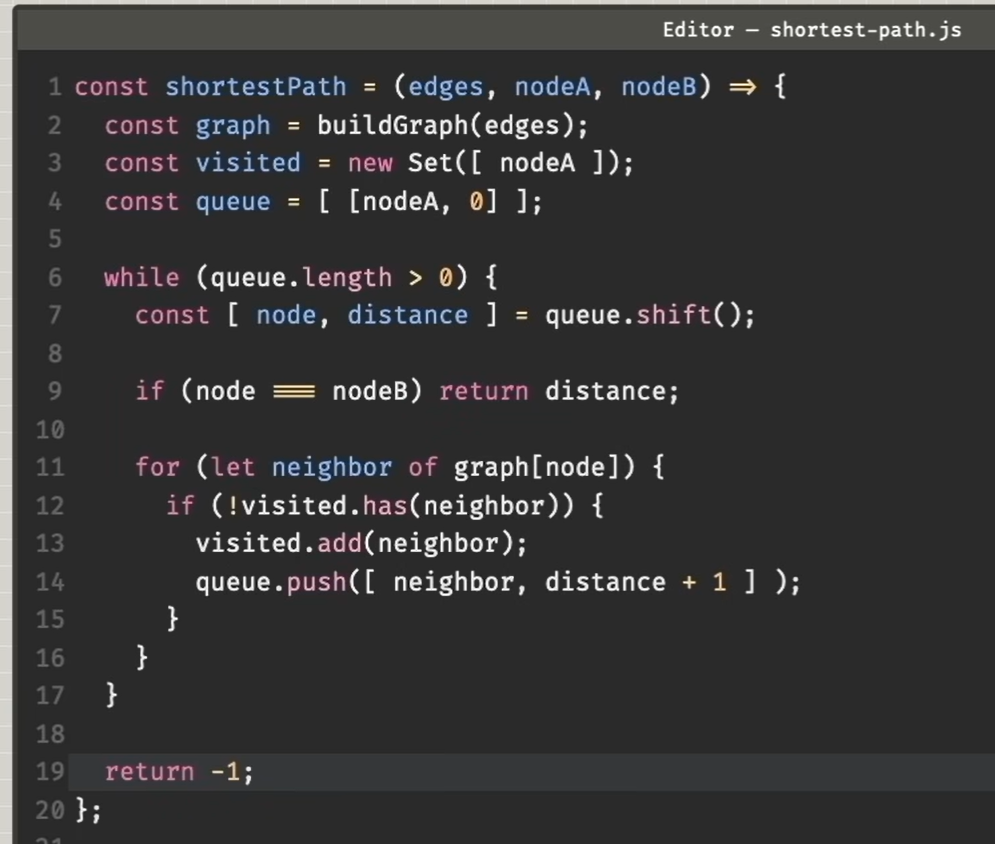 Editor — shortest-path.js
1 const shortestPath = (edges, nodeA, nodeB) => {
2   const graph = buildGraph(edges);
3   const visited = new Set([ nodeA ]);
4   const queue = [ [nodeA, 0] ];
5
6   while (queue.length > 0) {
7     const [ node, distance ] = queue.shift();
8
9     if (node === nodeB) return distance;
10
11     for (let neighbor of graph[node]) {
12       if (!visited.has(neighbor)) {
13         visited.add(neighbor);
14         queue.push([ neighbor, distance + 1 ] );
15       }
16     }
17   }
18
19   return -1;
20 };
21